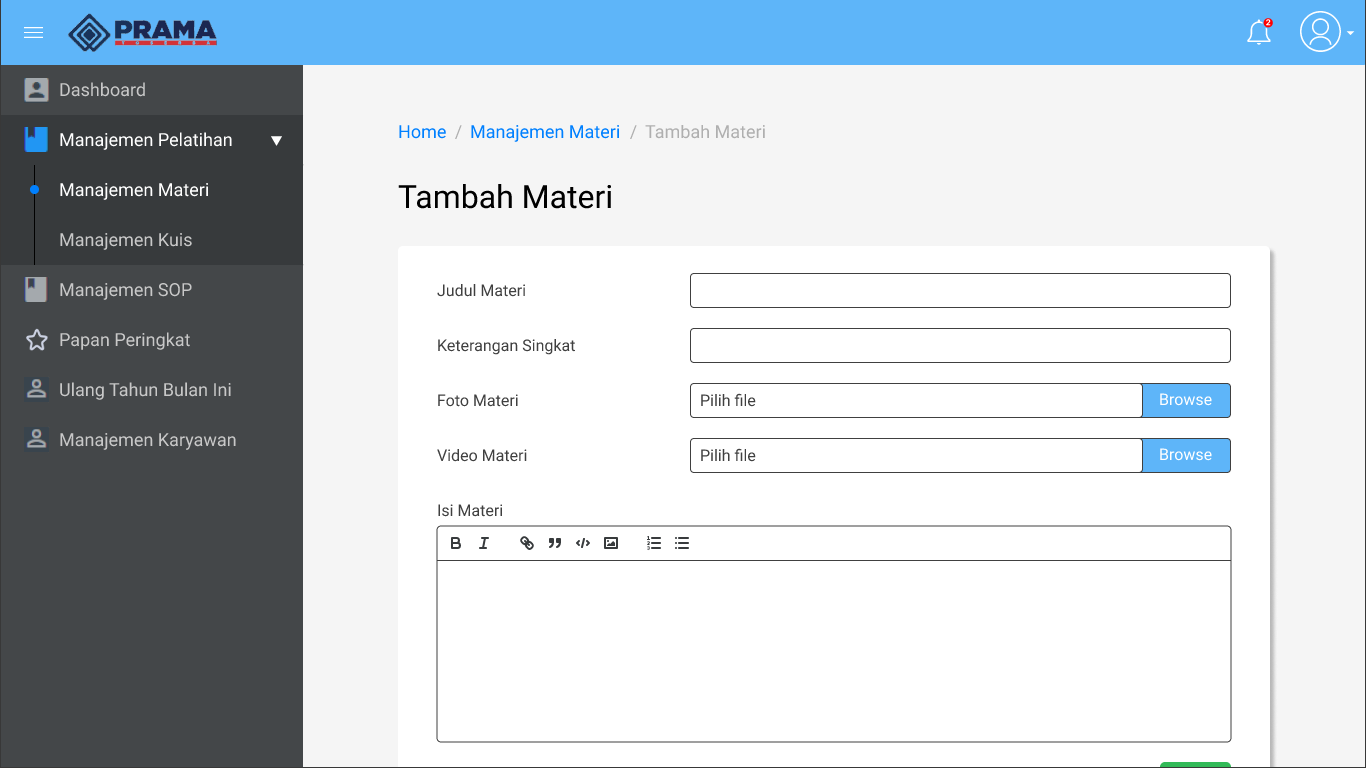 PRAMA
2
Dashboard
Manajemen Pelatihan
Manajemen Materi
Manajemen Kuis
Manajemen SOP
Papan Peringkat
Ulang Tahun Bulan Ini
Manajemen Karyawan
Home / Manajemen Materi / Tambah Materi
Tambah Materi
Judul Materi
Keterangan Singkat
Foto Materi Pilih file Browse
Video Materi Pilih file Browse
Isi Materi
B I